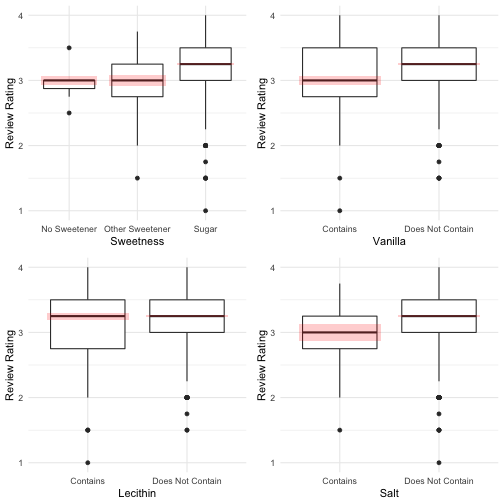 4
3
2
1
Review Rating
No Sweetener Other Sweetener Sugar
Sweetness
4
3
2
1
Review Rating
Contains Does Not Contain
Vanilla
4
3
2
1
Review Rating
Contains Does Not Contain
Lecithin
4
3
2
1
Review Rating
Contains Does Not Contain
Salt